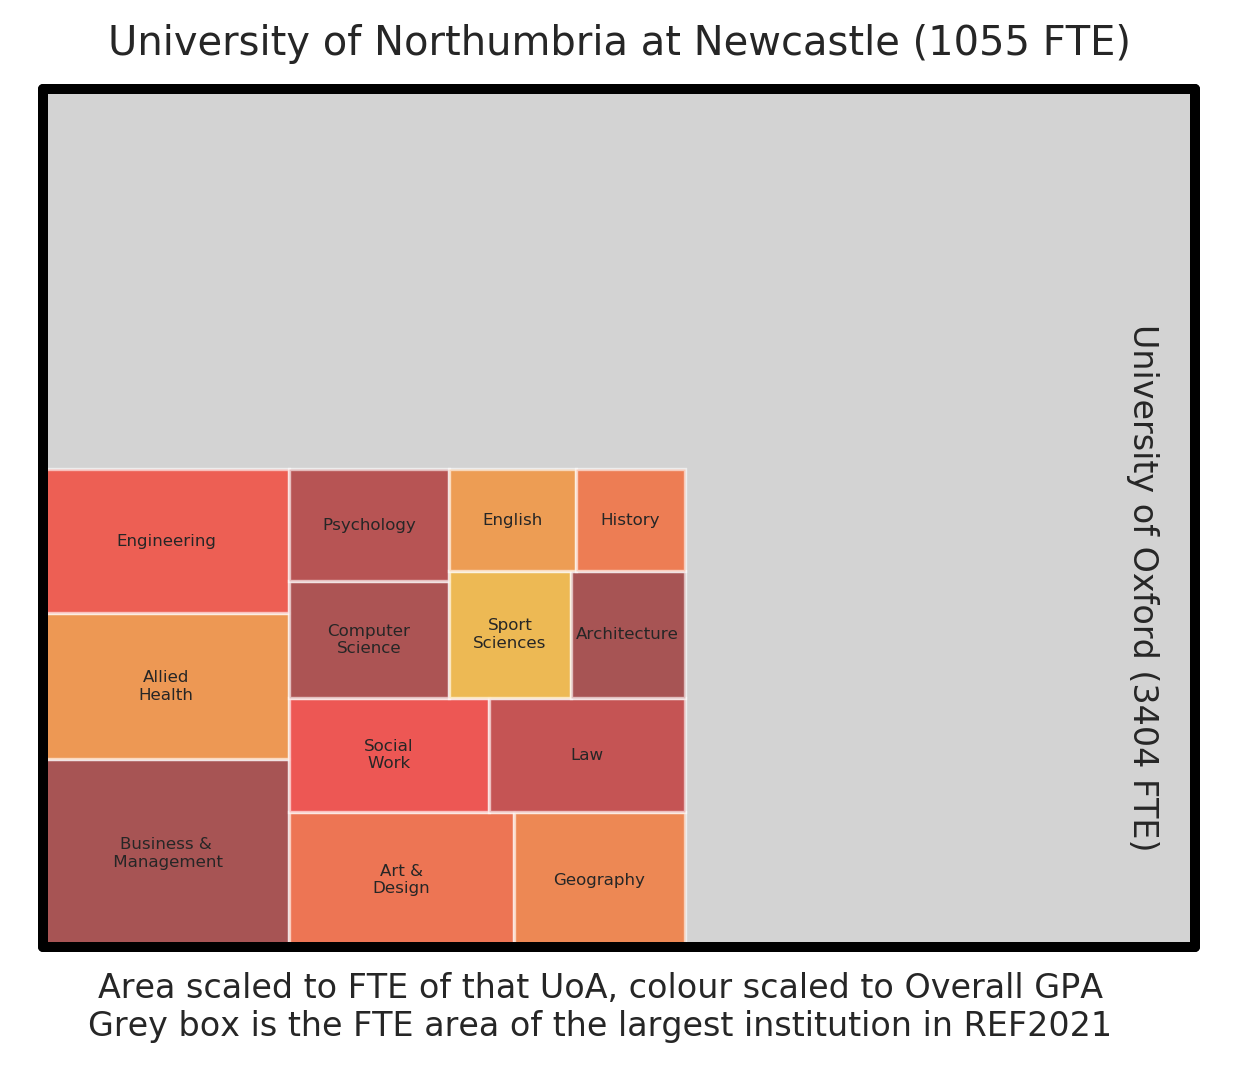 University of Northumbria at Newcastle (1055 FTE)
Engineering
Psychology
English
History
Computer
Science
Sport
Sciences
Architecture
Allied
Health
Social
Work
Law
Business &
Management
Art &
Design
Geography
University of Oxford (3404 FTE)
Area scaled to FTE of that UoA, colour scaled to Overall GPA
Grey box is the FTE area of the largest institution in REF2021